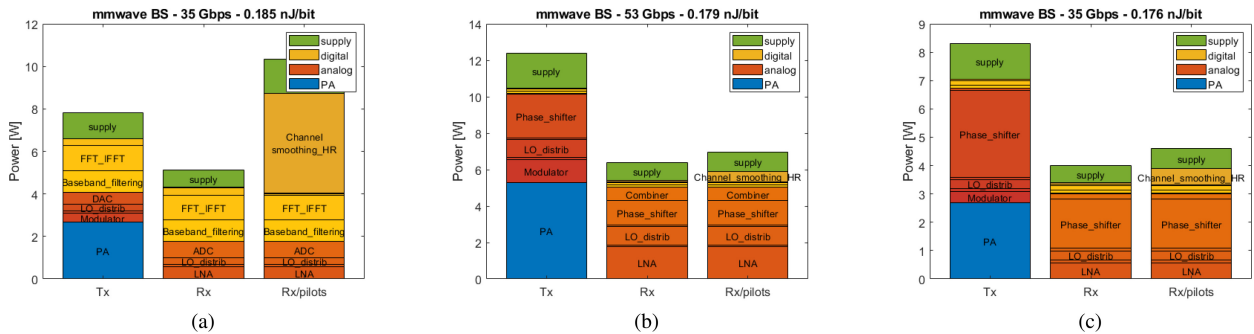 mmwave BS - 35 Gbps - 0.185 nJ/bit
12
10
8
6
4
2
0
Power [W]
supply
digital
analog
PA
supply
FFT_IFFT
Baseband_filtering
DAC
LO_distrib
Modulator
PA
supply
FFT_IFFT
Baseband_filtering
ADC
LO_distrib
LNA
Channel
smoothing_HR
FFT_IFFT
Baseband_filtering
ADC
LO_distrib
LNA
Tx
Rx
Rx/pilots
(a)
mmwave BS - 53 Gbps - 0.179 nJ/bit
14
12
10
8
6
4
2
0
Power [W]
supply
digital
analog
PA
supply
Phase_shifter
LO_distrib
Modulator
PA
supply
Combiner
Phase_shifter
LO_distrib
LNA
supply
Channel_smoothing_HR
Combiner
Phase_shifter
LO_distrib
LNA
Tx
Rx
Rx/pilots
(b)
mmwave BS - 35 Gbps - 0.176 nJ/bit
9
8
7
6
5
4
3
2
1
0
Power [W]
supply
digital
analog
PA
supply
Phase_shifter
LO_distrib
Modulator
PA
supply
Phase_shifter
LO_distrib
LNA
supply
Channel_smoothing_HR
Phase_shifter
LO_distrib
LNA
Tx
Rx
Rx/pilots
(c)